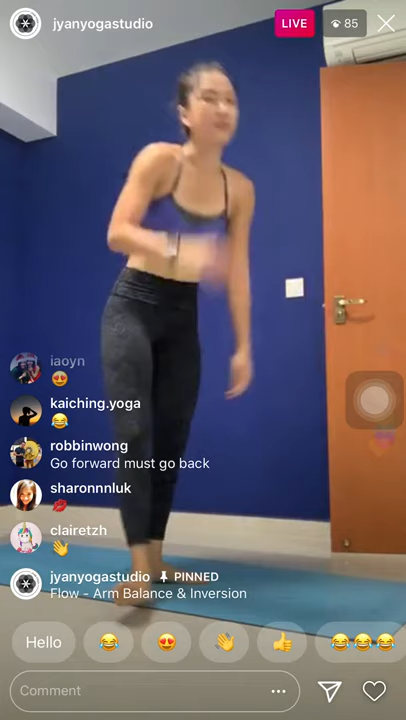 jyanyogastudio
LIVE
85
iaoyn
😍
kaiching.yoga
😂
robbinwong
Go forward must go back
sharonnnluk
💋
clairetzh
👋
jyanyogastudio PINNED
Flow - Arm Balance & Inversion
Hello 😂 😍 👋 👍 😂😂😂
Comment